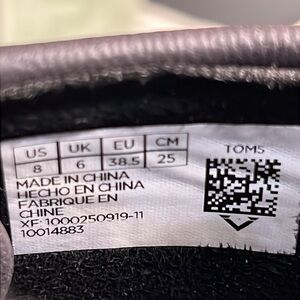 US UK EU CM
8 6 38.5 25
TOMS
MADE IN CHINA
HECHO EN CHINA
FABRIQUE EN
CHINE
XF: 1000250919-11
10014883